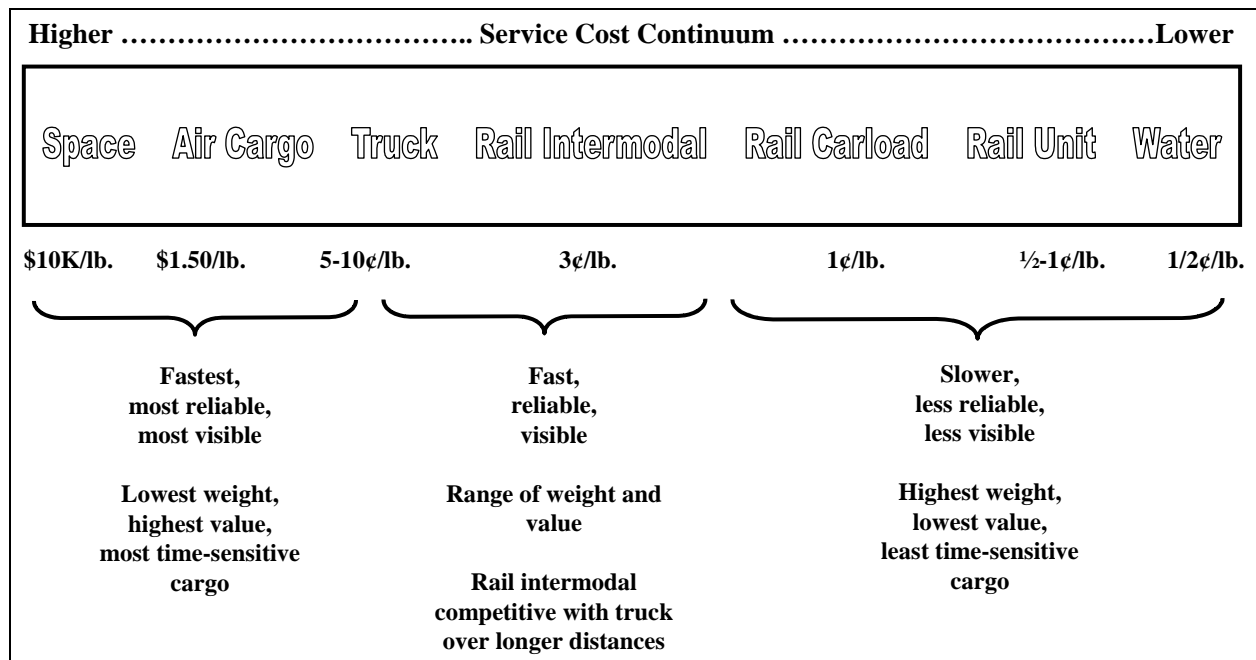 Higher ……………………………….. Service Cost Continuum ……………………………..…Lower
Space Air Cargo Truck Rail Intermodal Rail Carload Rail Unit Water
$10K/lb. $1.50/lb. 5-10¢/lb. 3¢/lb. 1¢/lb. ½-1¢/lb. 1/2¢/lb.
Fastest,
most reliable,
most visible
Lowest weight,
highest value,
most time-sensitive
cargo
Fast,
reliable,
visible
Range of weight and
value
Rail intermodal
competitive with truck
over longer distances
Slower,
less reliable,
less visible
Highest weight,
lowest value,
least time-sensitive
cargo